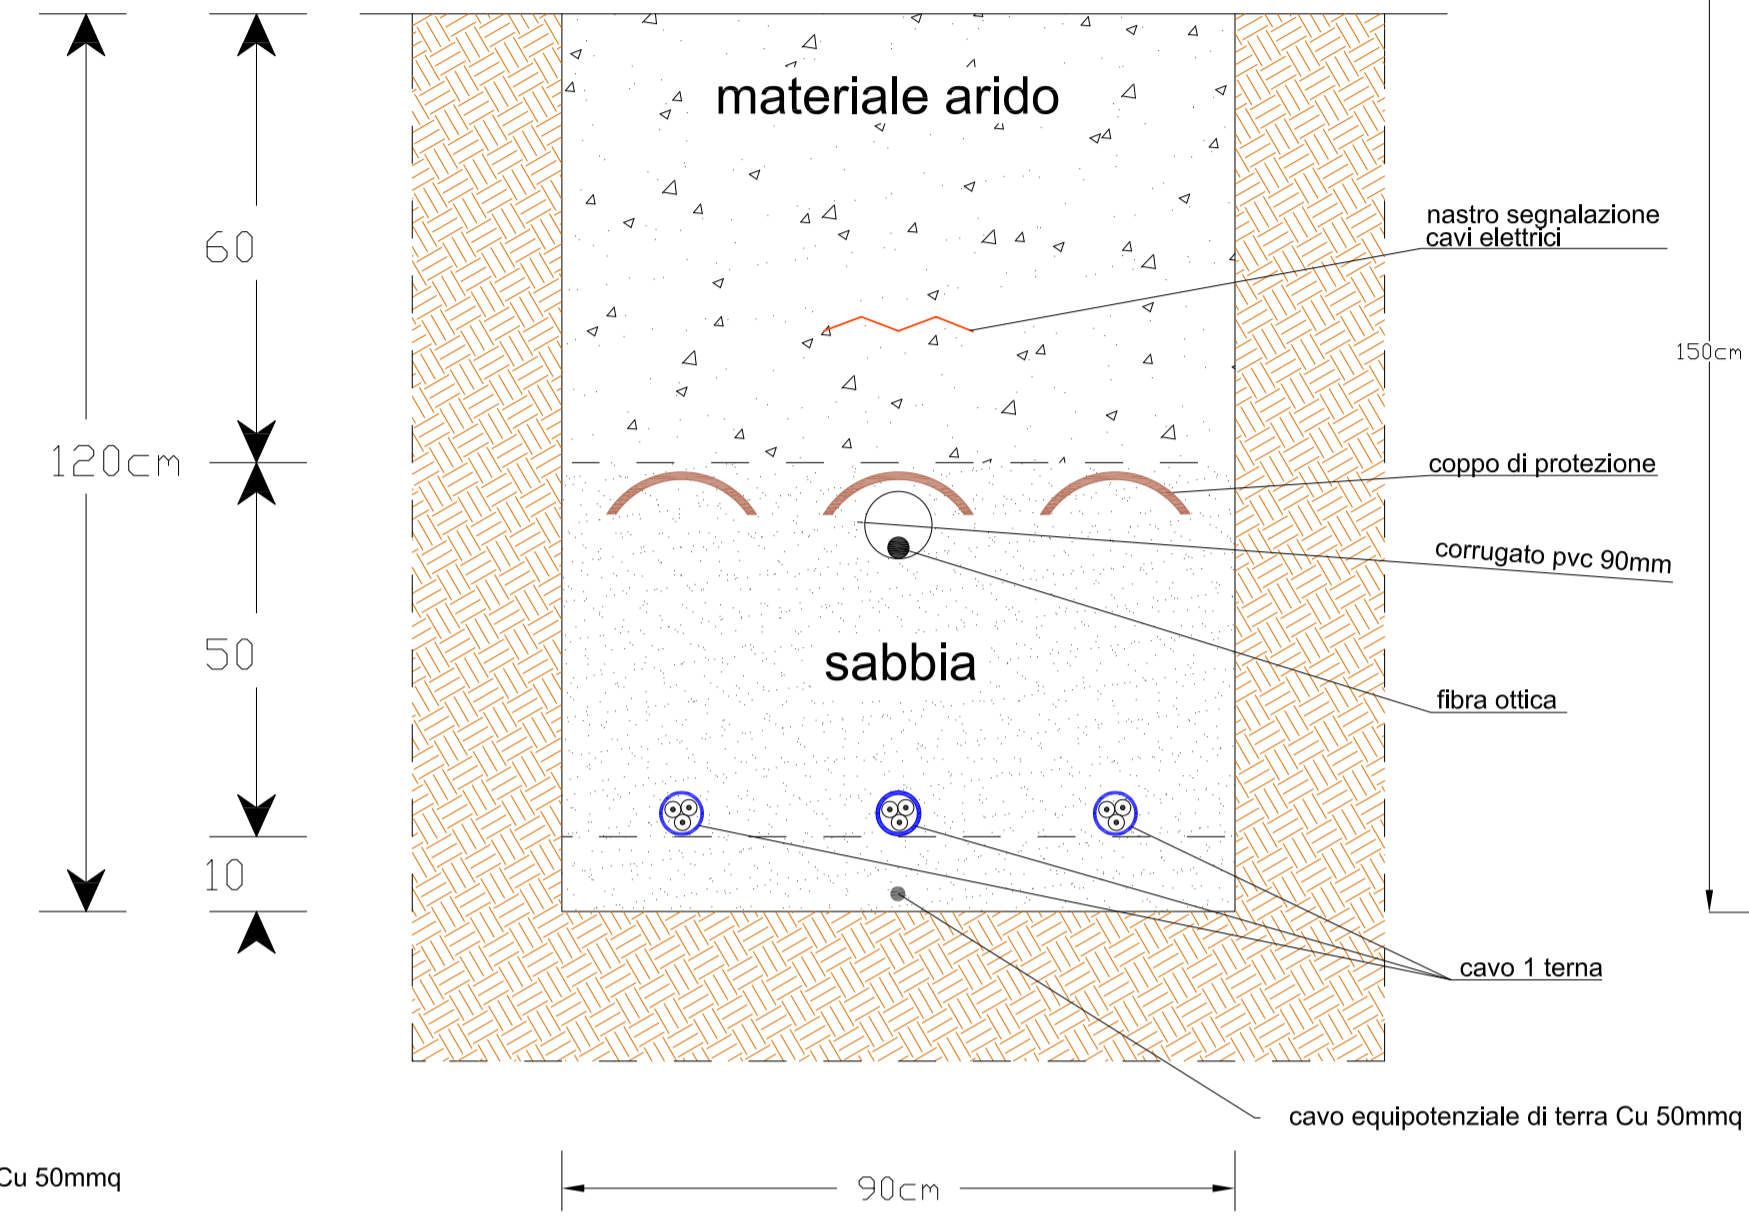 materiale arido
nastro segnalazione
cavi elettrici
60
150cm
120cm
coppo di protezione
corrugato pvc 90mm
50
sabbia
fibra ottica
10
cavo 1 terna
cavo equipotenziale di terra Cu 50mmq
Cu 50mmq
90cm